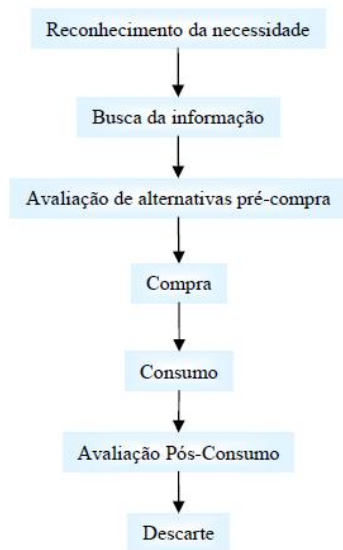 Reconhecimento da necessidade
Busca da informação
Avaliação de alternativas pré-compra
Compra
Consumo
Avaliação Pós-Consumo
Descarte